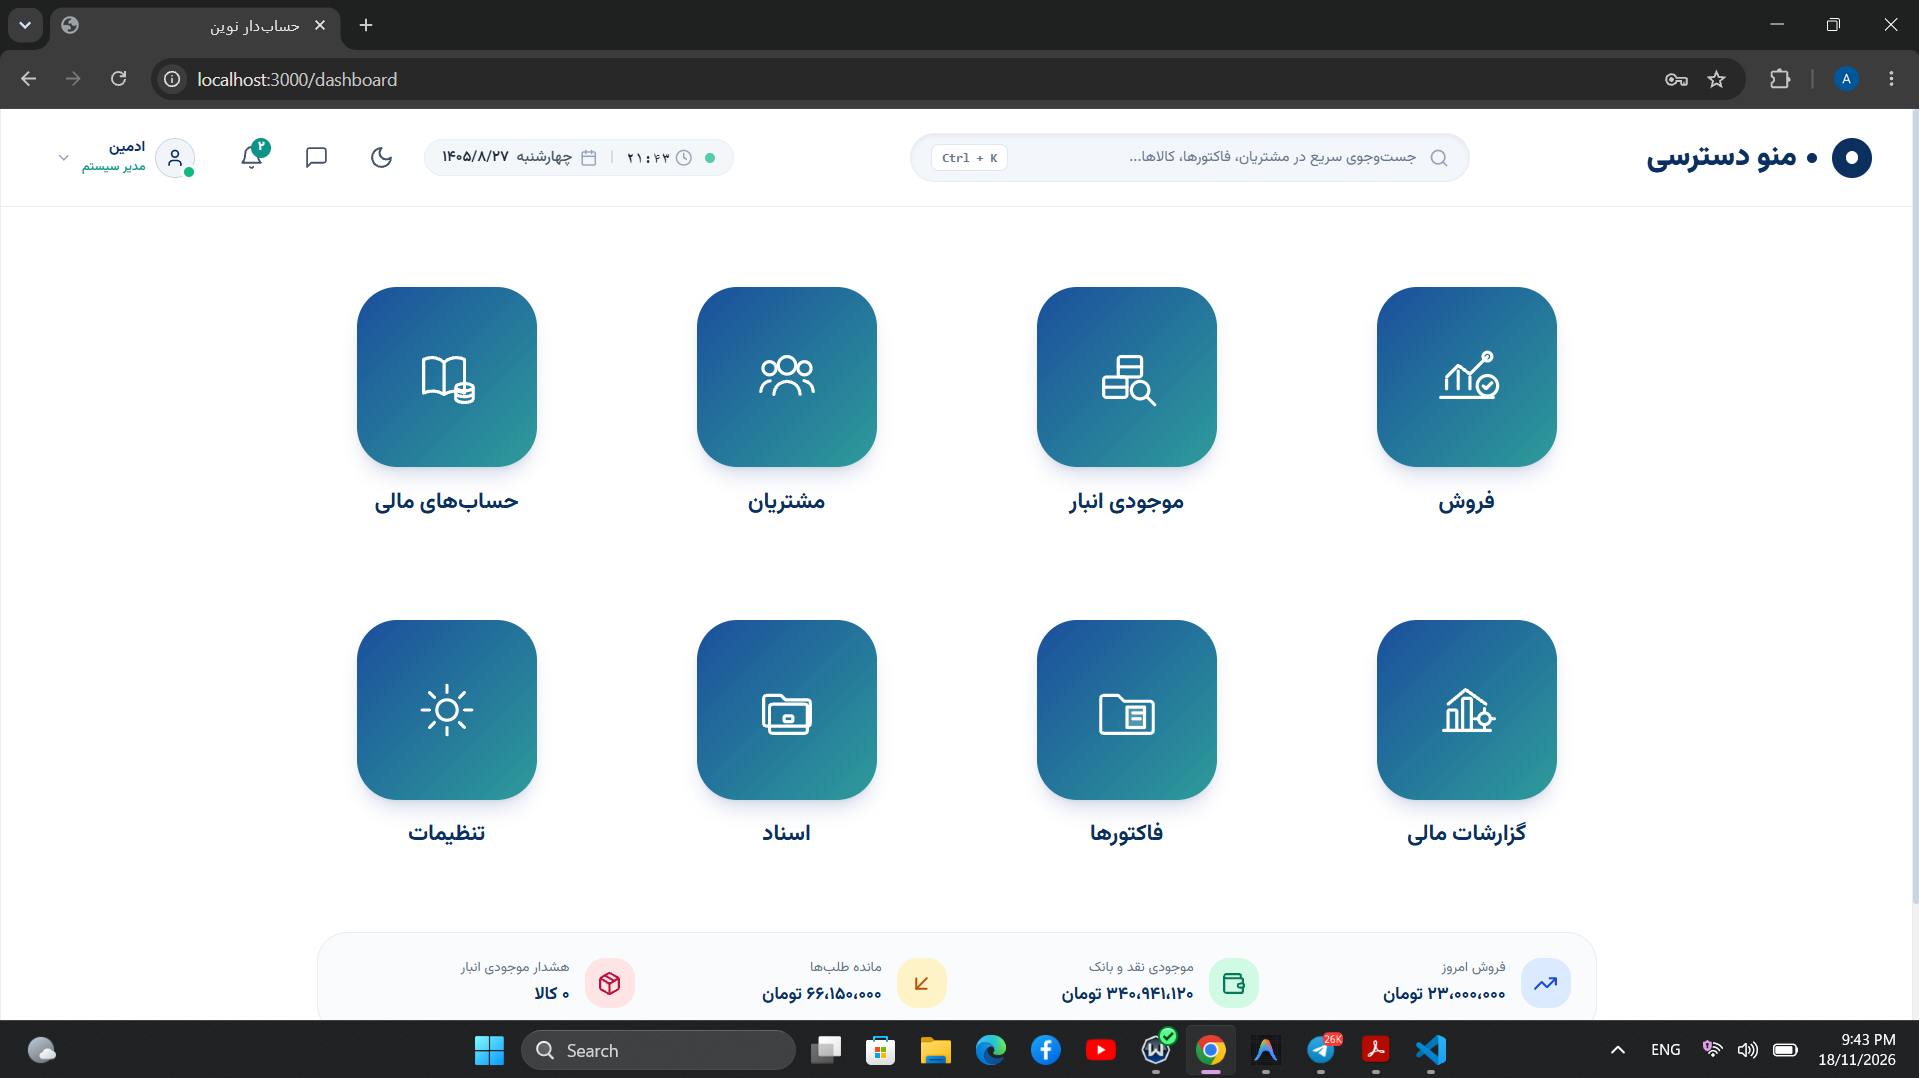 حساب‌دار نوین
localhost:3000/dashboard
A
منو دسترسی
جست‌وجوی سریع در مشتریان، فاکتورها، کالاها...
Ctrl + K
۲۱:۴۳
چهارشنبه ۱۴۰۵/۸/۲۷
۲
ادمین
مدیر سیستم
فروش
موجودی انبار
مشتریان
حساب‌های مالی
گزارشات مالی
فاکتورها
اسناد
تنظیمات
فروش امروز
۲۳،۰۰۰،۰۰۰ تومان
موجودی نقد و بانک
۳۴۰،۹۴۱،۱۲۰ تومان
مانده طلب‌ها
۶۶،۱۵۰،۰۰۰ تومان
هشدار موجودی انبار
۰ کالا
Search
26K
ENG
9:43 PM
18/11/2026